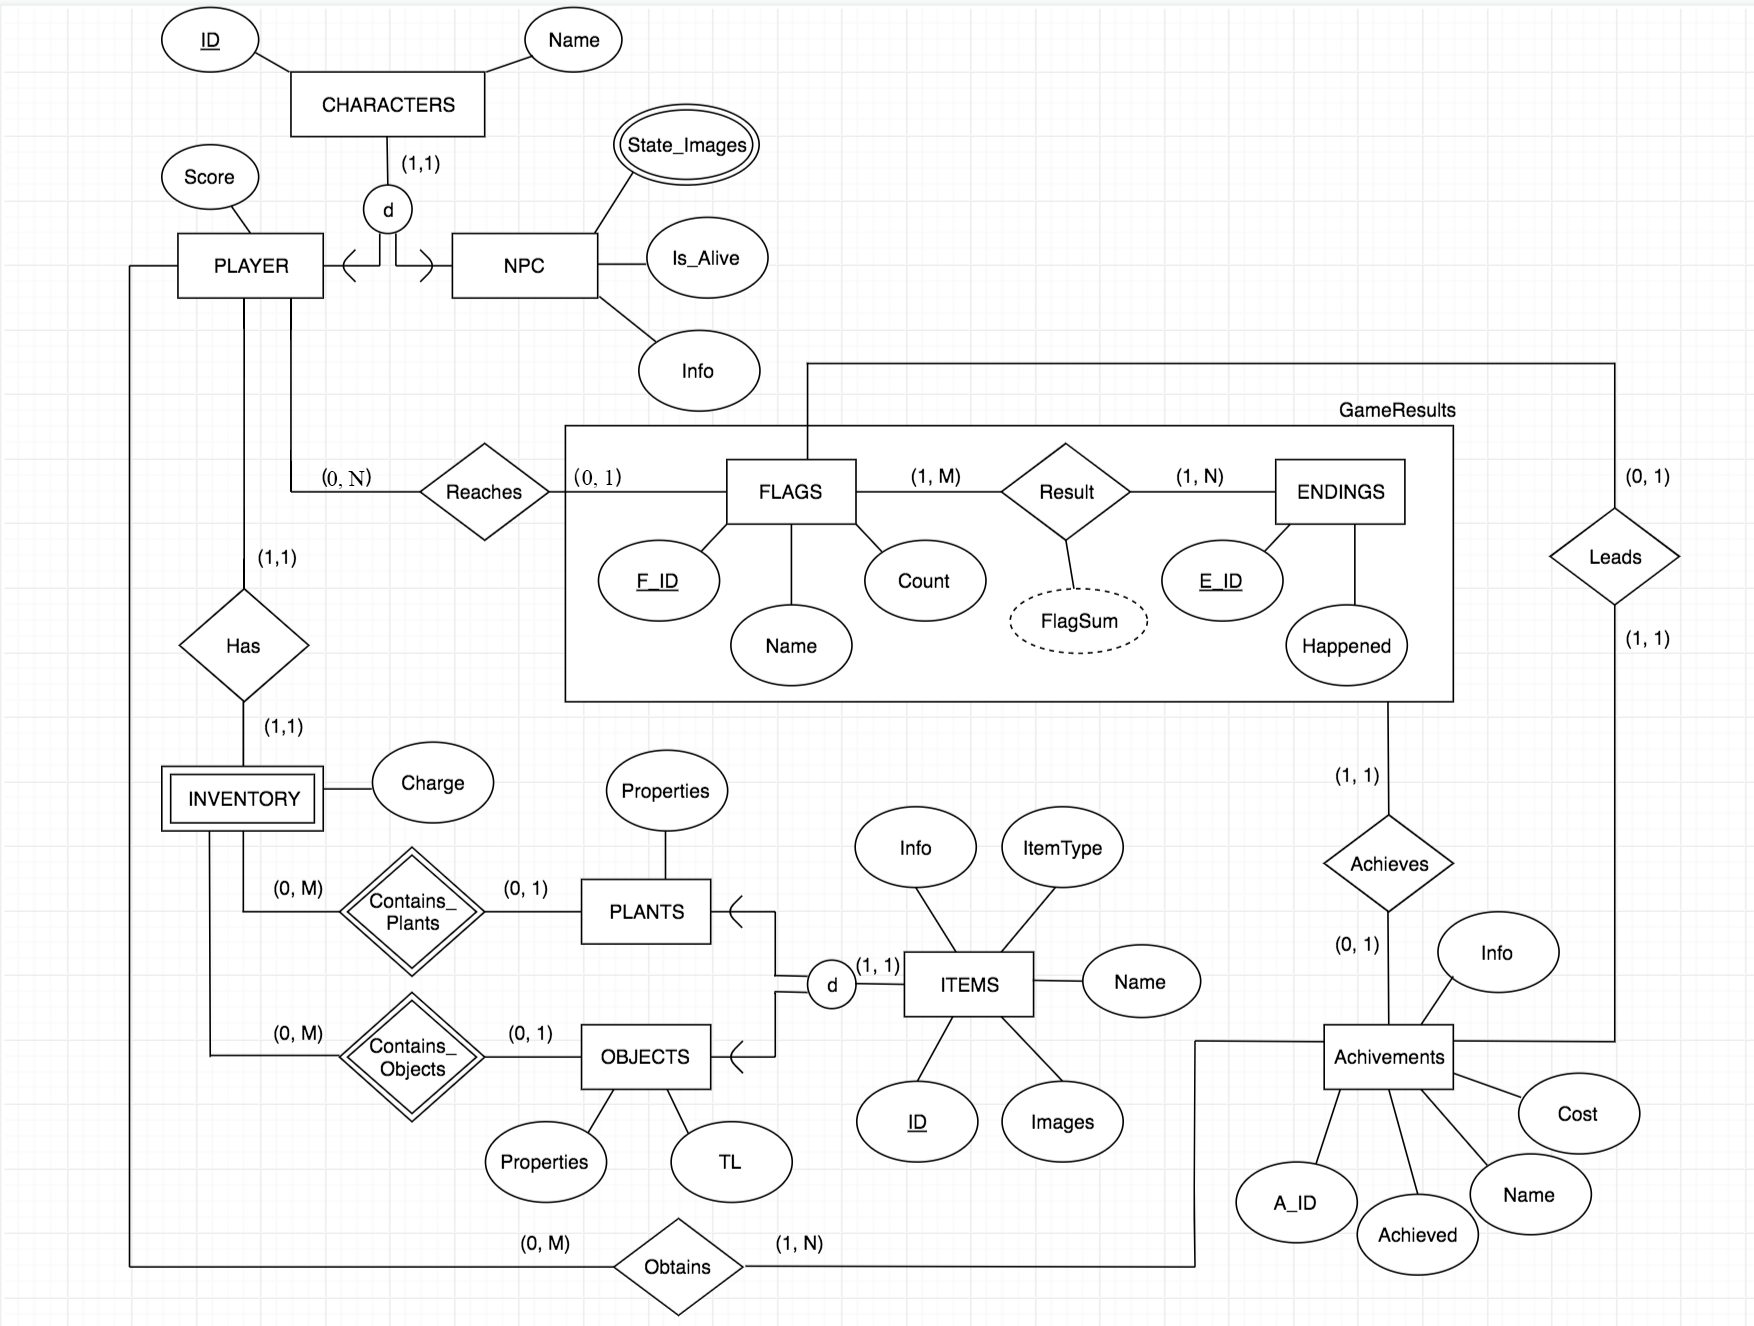 ID
Name
CHARACTERS
(1,1)
State_Images
Score
d
PLAYER
NPC
Is_Alive
Info
GameResults
(0, N)
Reaches
(0, 1)
FLAGS
(1, M)
Result
(1, N)
ENDINGS
(0, 1)
Leads
(1, 1)
F_ID
Name
Count
FlagSum
E_ID
Happened
(1,1)
Has
(1,1)
INVENTORY
Charge
Properties
(1, 1)
Info
ItemType
Achieves
(0, M)
Contains_
Plants
(0, 1)
PLANTS
(0, 1)
Info
d
(1, 1)
ITEMS
Name
(0, M)
Contains_
Objects
(0, 1)
OBJECTS
Achivements
ID
Images
Cost
Properties
TL
A_ID
Achieved
Name
(0, M)
Obtains
(1, N)